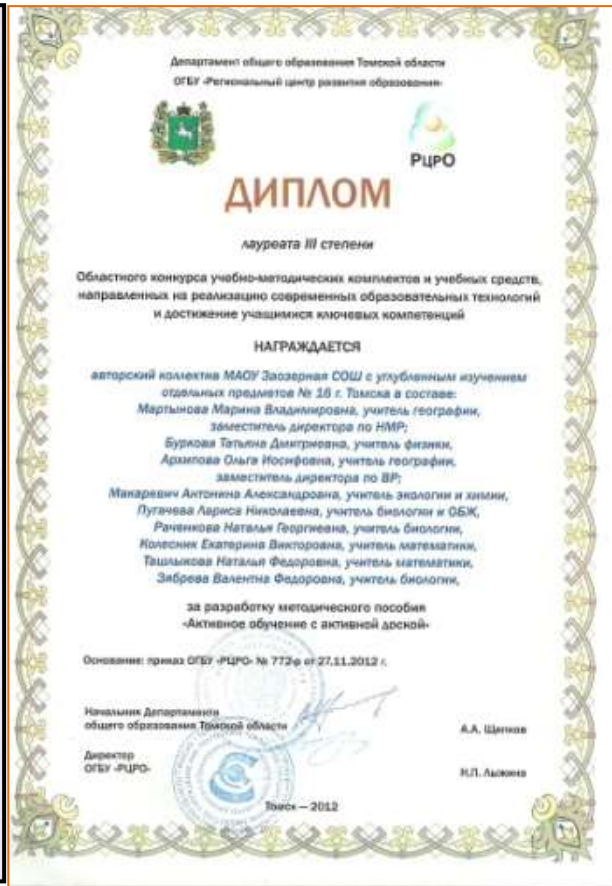 Департамент общего образования Томской области
ОГБУ «Региональный центр развития образования»
РЦРО
ДИПЛОМ
лауреата III степени
Областного конкурса учебно-методических комплектов и учебных средств,
направленных на реализацию современных образовательных технологий
и достижение учащимися ключевых компетенций
НАГРАЖДАЕТСЯ
авторский коллектив МАОУ Заозерная СОШ с углубленным изучением
отдельных предметов № 16 г. Томска в составе:
Мартынова Марина Владимировна, учитель географии,
заместитель директора по НМР;
Буркова Татьяна Дмитриевна, учитель физики,
Архипова Ольга Иосифовна, учитель географии,
заместитель директора по ВР;
Макаревич Антонина Александровна, учитель экологии и химии,
Пугачева Лариса Николаевна, учитель биологии и ОБЖ,
Раченкова Наталья Георгиевна, учитель биологии,
Колесник Екатерина Викторовна, учитель математики,
Ташлыкова Наталья Федоровна, учитель математики,
Зябрева Валентна Федоровна, учитель биологии,
за разработку методического пособия
«Активное обучение с активной доской»
Основание: приказ ОГБУ «РЦРО» № 772-р от 27.11.2012 г.
Начальник Департамента
общего образования Томской области
А.А. Щипков
Директор
ОГБУ «РЦРО»
Н.П. Лыжина
Томск — 2012